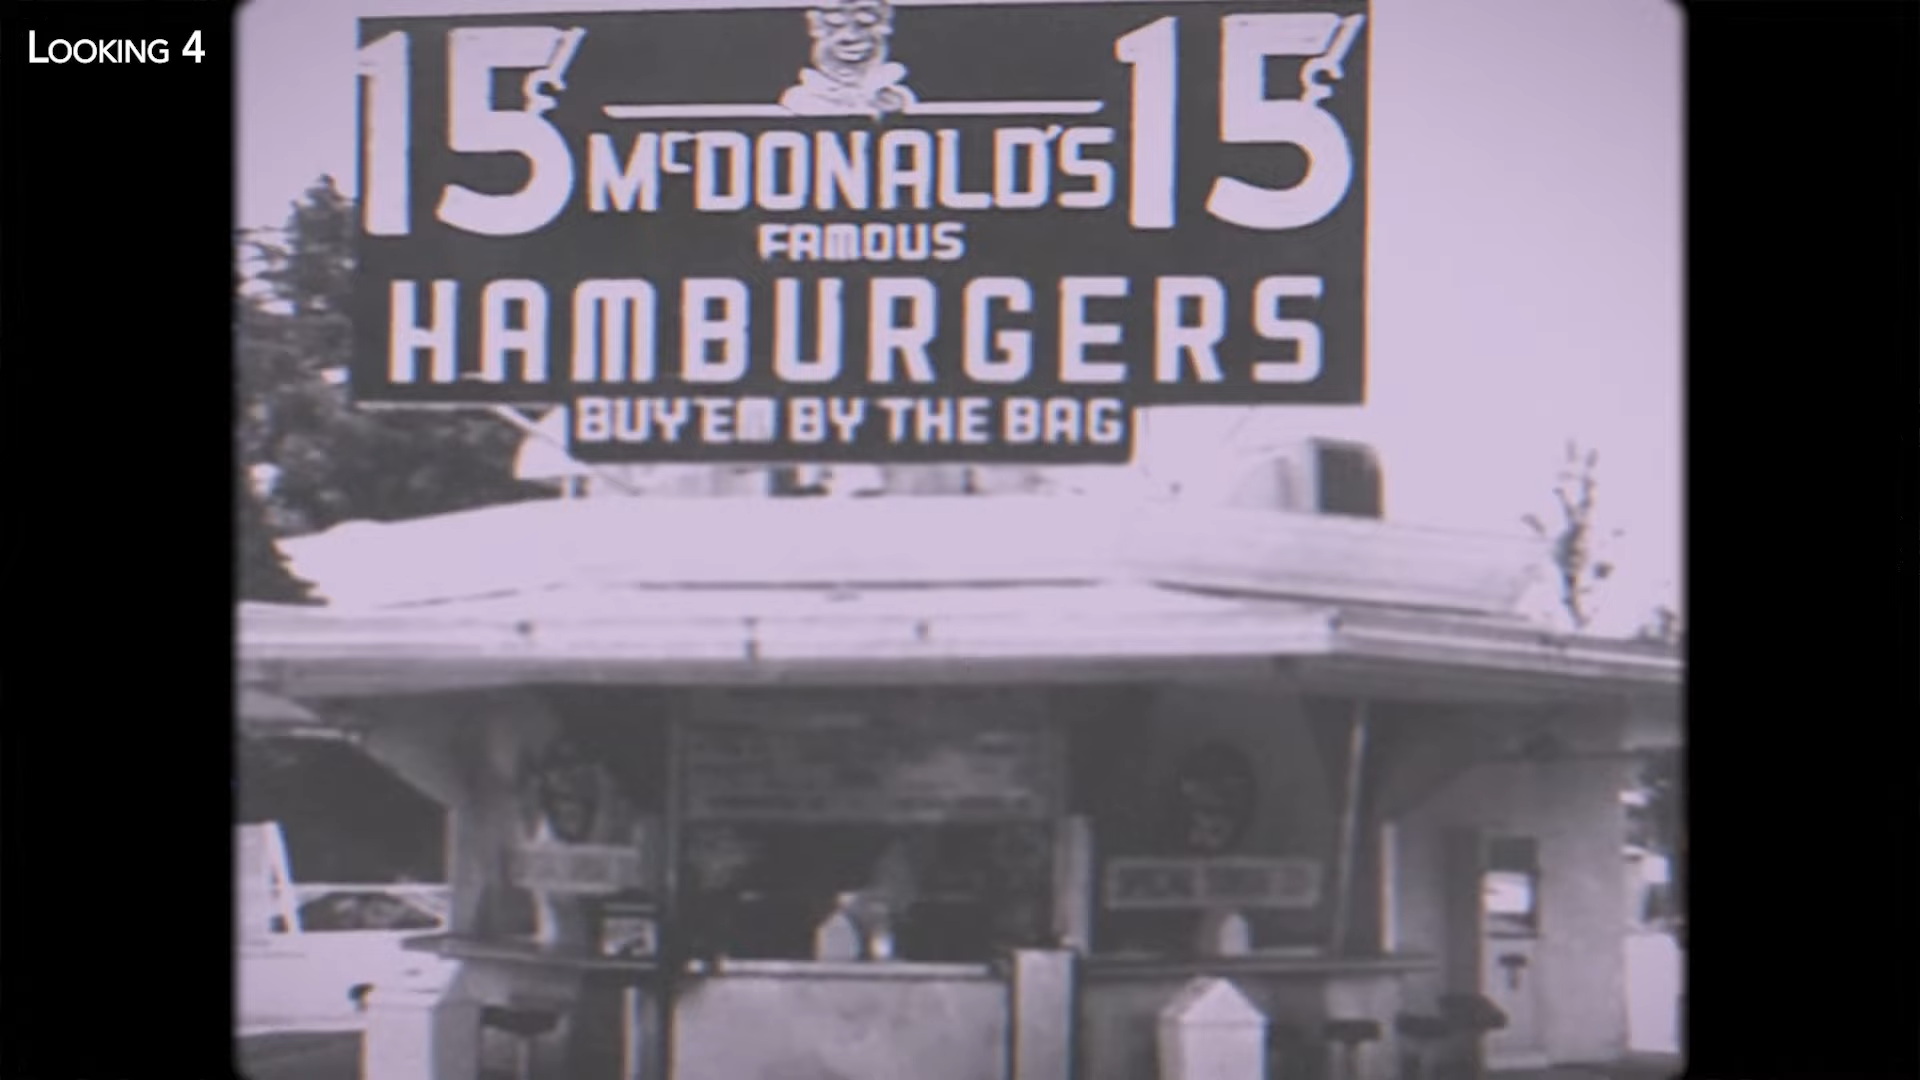 LOOKING 4
15¢ McDONALD'S 15¢
FAMOUS
HAMBURGERS
BUY'EM BY THE BAG